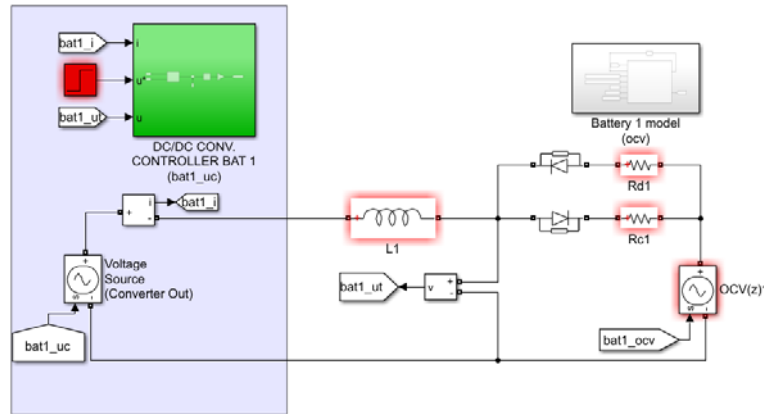 bat1_i
i
u*
bat1_ut
u
DC/DC CONV.
CONTROLLER BAT 1
(bat1_uc)
Battery 1 model
(ocv)
Rd1
i
bat1_i
+
-
+
L1
+
Rc1
Voltage
Source
(Converter Out)
bat1_ut
v
+
-
OCV(z)1
bat1_uc
bat1_ocv